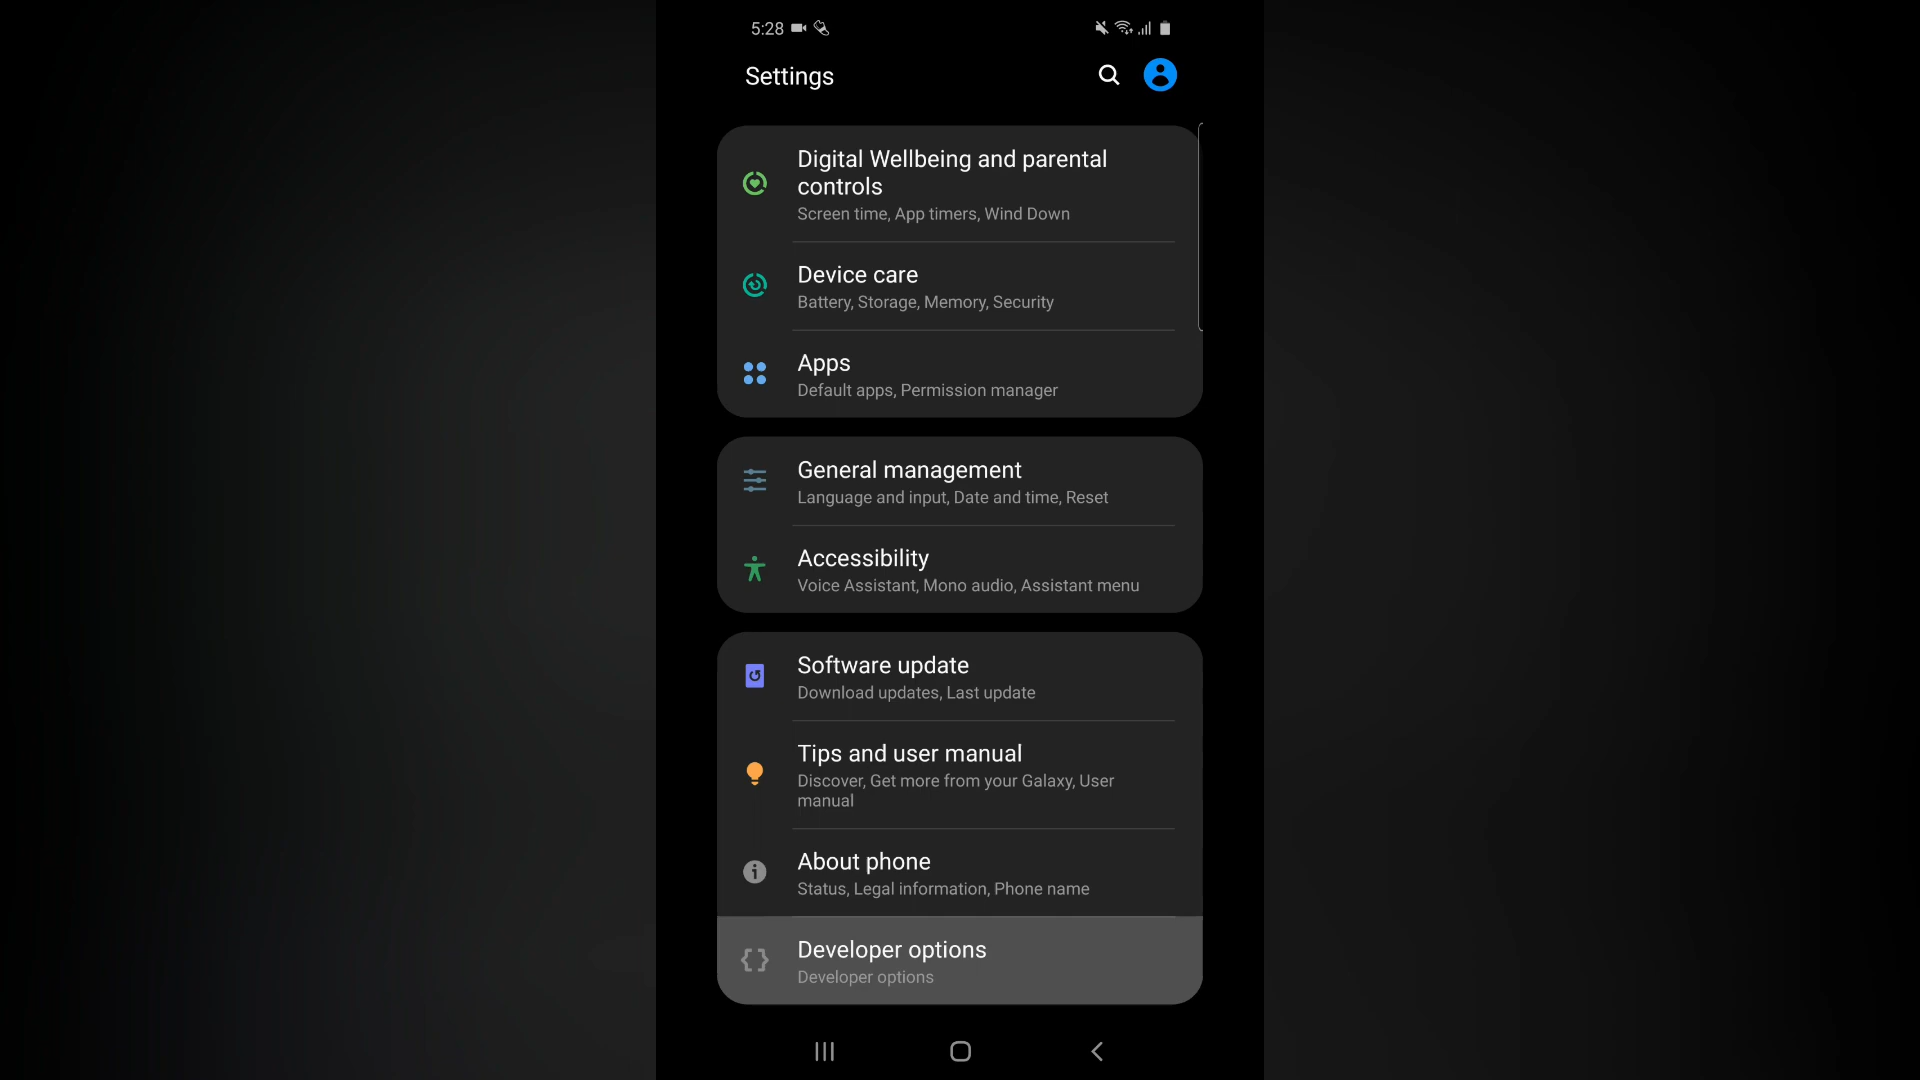 5:28
Settings
Digital Wellbeing and parental
controls
Screen time, App timers, Wind Down
Device care
Battery, Storage, Memory, Security
Apps
Default apps, Permission manager
General management
Language and input, Date and time, Reset
Accessibility
Voice Assistant, Mono audio, Assistant menu
Software update
Download updates, Last update
Tips and user manual
Discover, Get more from your Galaxy, User
manual
About phone
Status, Legal information, Phone name
Developer options
Developer options